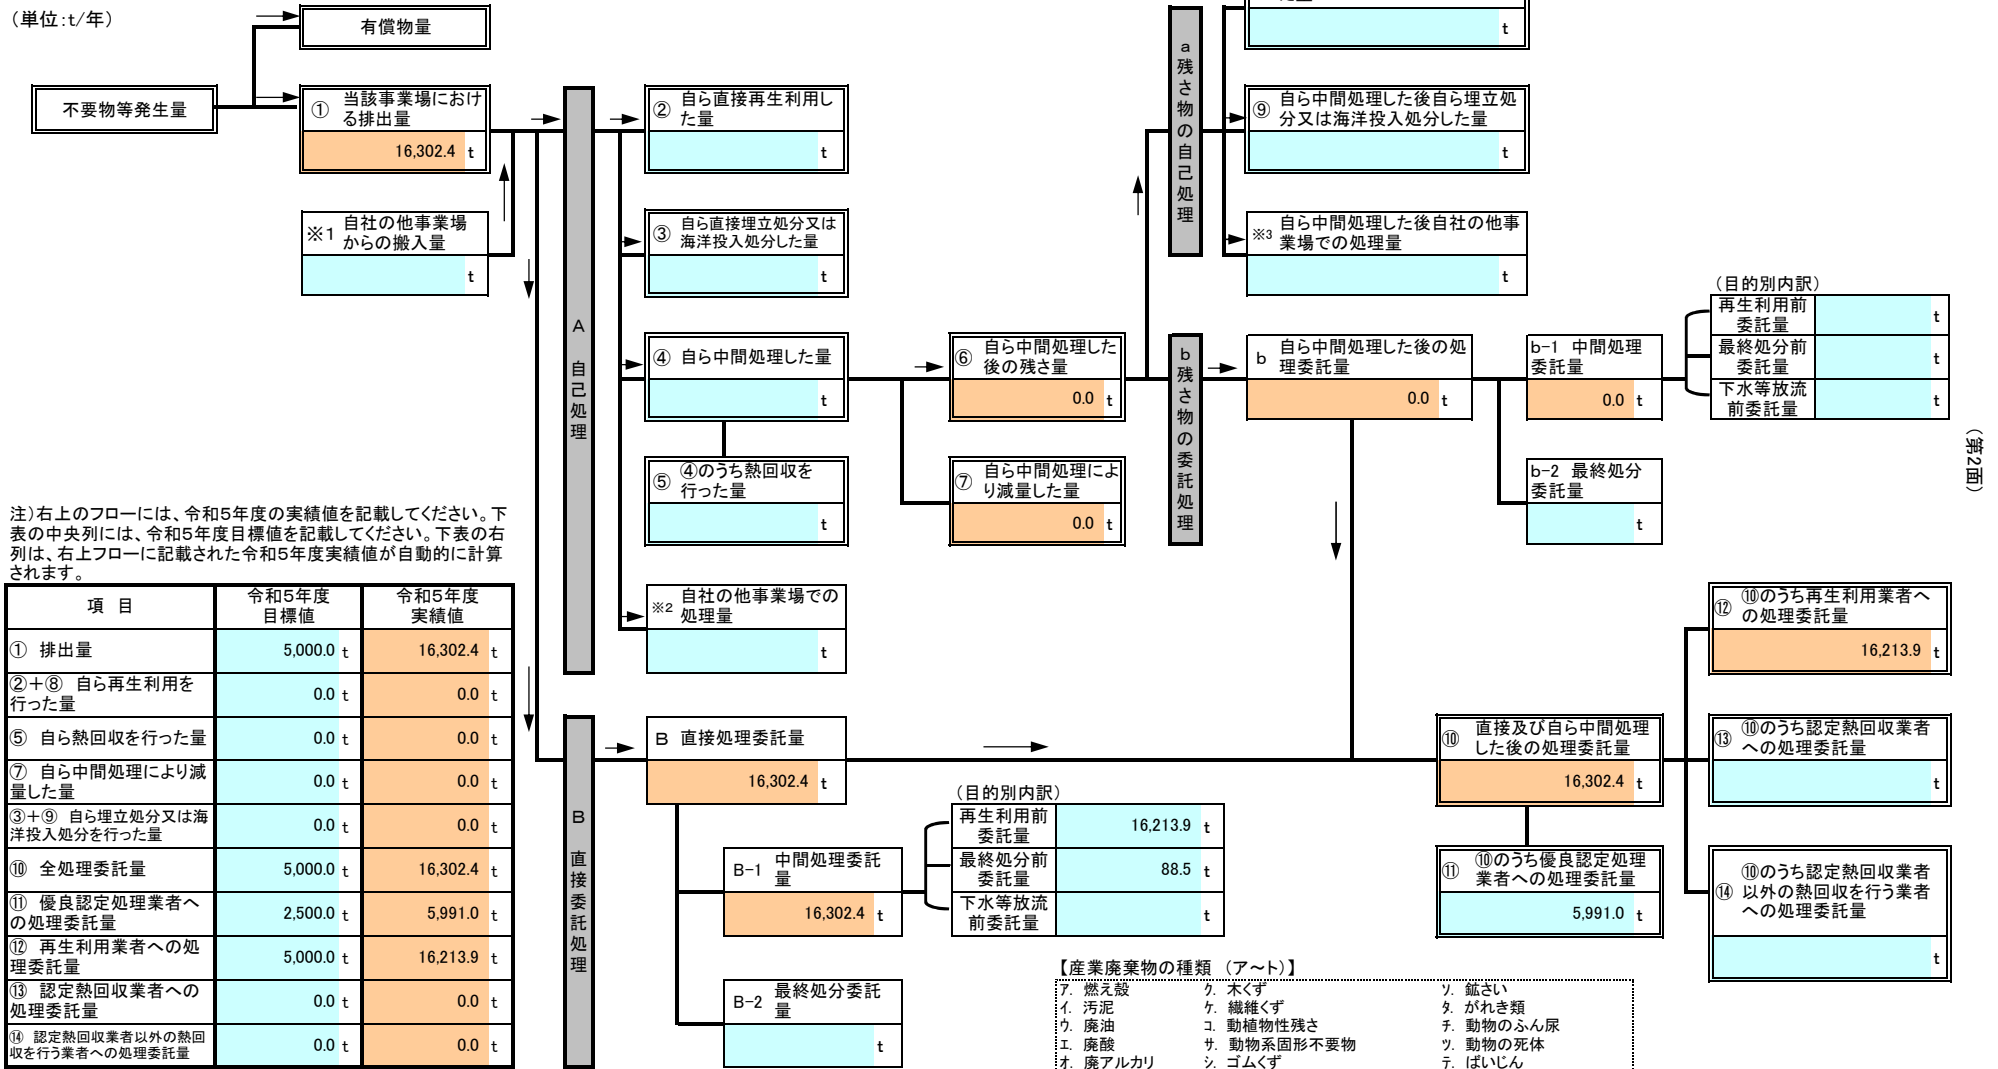 （単位：t/年）
有償物量
不要物等発生量
① 当該事業場におけ
る排出量
16,302.4 t
※1 自社の他事業場
からの搬入量
t
A 自己処理
② 自ら直接再生利用し
た量
t
③ 自ら直接埋立処分又は
海洋投入処分した量
t
④ 自ら中間処理した量
t
⑤ ④のうち熱回収を
行った量
t
※2 自社の他事業場での
処理量
t
⑥ 自ら中間処理した
後の残さ量
0.0 t
⑦ 自ら中間処理によ
り減量した量
0.0 t
a 残さ物の自己処理
t
⑨ 自ら中間処理した後自ら埋立処
分又は海洋投入処分した量
t
※3 自ら中間処理した後自社の他事
業場での処理量
t
b 残さ物の委託処理
b 自ら中間処理した後の処
理委託量
0.0 t
b-1 中間処理
委託量
0.0 t
b-2 最終処分
委託量
t
（目的別内訳）
再生利用前
委託量 t
最終処分前
委託量 t
下水等放流
前委託量 t
（第2面）
注）右上のフローには、令和5年度の実績値を記載してください。下
表の中央列には、令和5年度目標値を記載してください。下表の右
列は、右上フローに記載された令和5年度実績値が自動的に計算
されます。
項 目 令和5年度 目標値 令和5年度 実績値
① 排出量 5,000.0 t 16,302.4 t
②＋⑧ 自ら再生利用を
行った量 0.0 t 0.0 t
⑤ 自ら熱回収を行った量 0.0 t 0.0 t
⑦ 自ら中間処理により減
量した量 0.0 t 0.0 t
③＋⑨ 自ら埋立処分又は海
洋投入処分を行った量 0.0 t 0.0 t
⑩ 全処理委託量 5,000.0 t 16,302.4 t
⑪ 優良認定処理業者へ
の処理委託量 2,500.0 t 5,991.0 t
⑫ 再生利用業者への処
理委託量 5,000.0 t 16,213.9 t
⑬ 認定熱回収業者への
処理委託量 0.0 t 0.0 t
⑭ 認定熱回収業者以外の熱回
収を行う業者への処理委託量 0.0 t 0.0 t
B 直接委託処理
B 直接処理委託量
16,302.4 t
B-1 中間処理委託
量
16,302.4 t
B-2 最終処分委託
量
t
（目的別内訳）
再生利用前
委託量 16,213.9 t
最終処分前
委託量 88.5 t
下水等放流
前委託量 t
⑩ 直接及び自ら中間処理
した後の処理委託量
16,302.4 t
⑪ ⑩のうち優良認定処理
業者への処理委託量
5,991.0 t
⑫ ⑩のうち再生利用業者へ
の処理委託量
16,213.9 t
⑬ ⑩のうち認定熱回収業者
への処理委託量
t
⑭ ⑩のうち認定熱回収業者
以外の熱回収を行う業者
への処理委託量
t
【産業廃棄物の種類 （ア～ト）】
ア. 燃え殻 ク. 木くず ソ. 鉱さい
イ. 汚泥 ケ. 繊維くず タ. がれき類
ウ. 廃油 コ. 動植物性残さ チ. 動物のふん尿
エ. 廃酸 サ. 動物系固形不要物 ツ. 動物の死体
オ. 廃アルカリ シ. ゴムくず テ. ばいじん